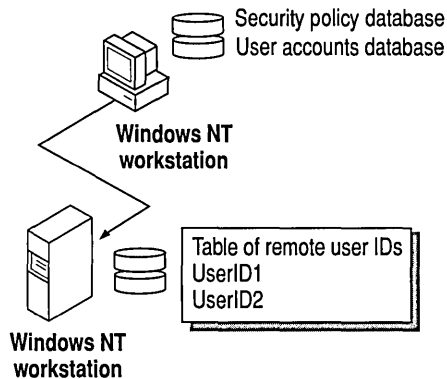 Security policy database
User accounts database
Windows NT
workstation
Table of remote user IDs
UserID1
UserID2
Windows NT
workstation